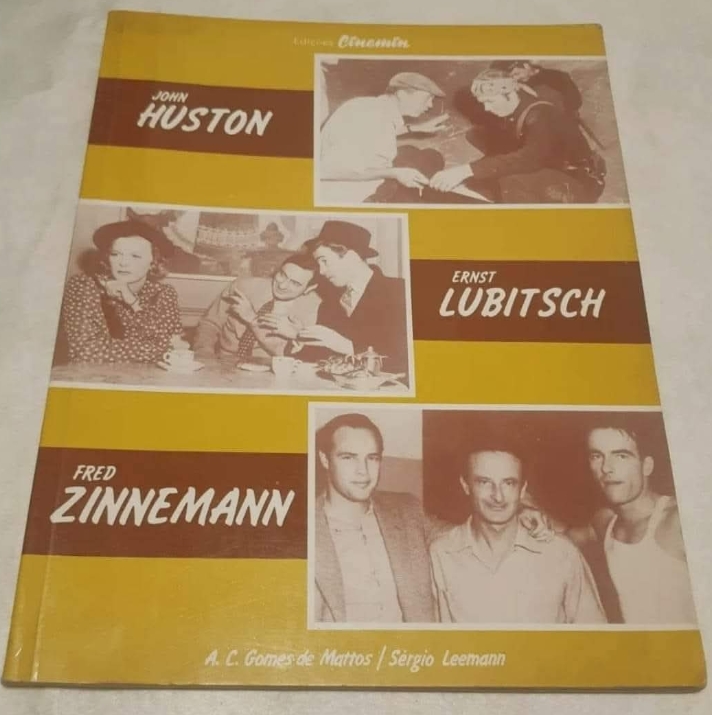 Edições Cinemin
JOHN
HUSTON
ERNST
LUBITSCH
FRED
ZINNEMANN
A. C. Gomes de Mattos / Sérgio Leemann